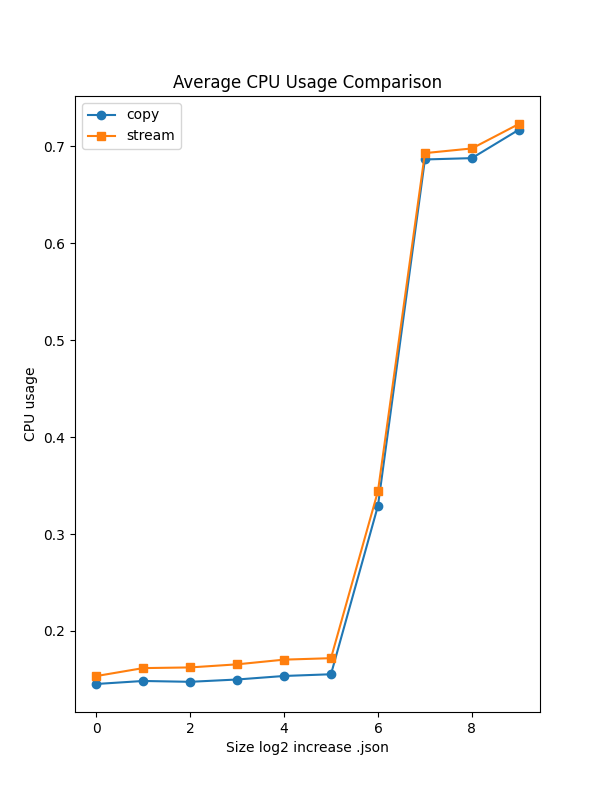 Average CPU Usage Comparison
copy
stream
0.7
0.6
0.5
0.4
0.3
0.2
CPU usage
0 2 4 6 8
Size log2 increase .json